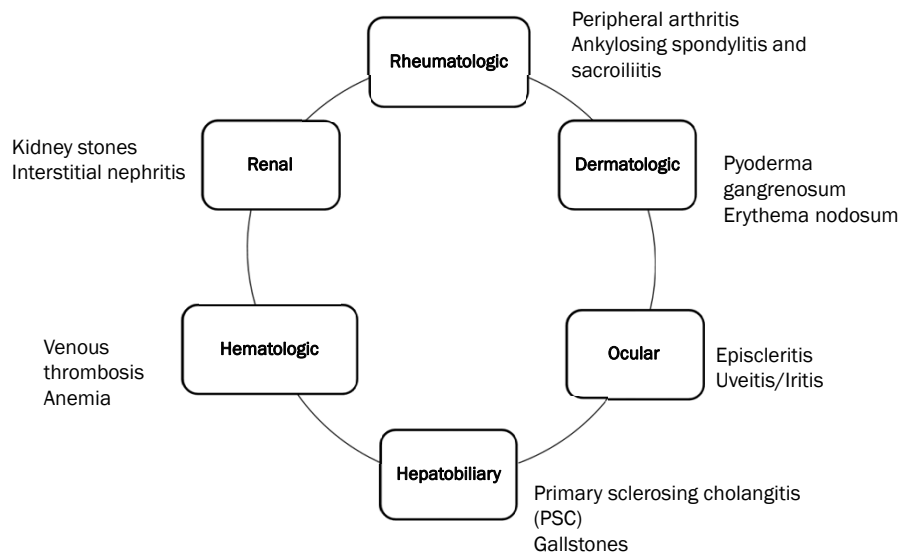 Rheumatologic
Peripheral arthritis
Ankylosing spondylitis and
sacroiliitis
Dermatologic
Pyoderma
gangrenosum
Erythema nodosum
Ocular
Episcleritis
Uveitis/Iritis
Hepatobiliary
Primary sclerosing cholangitis
(PSC)
Gallstones
Hematologic
Venous
thrombosis
Anemia
Renal
Kidney stones
Interstitial nephritis